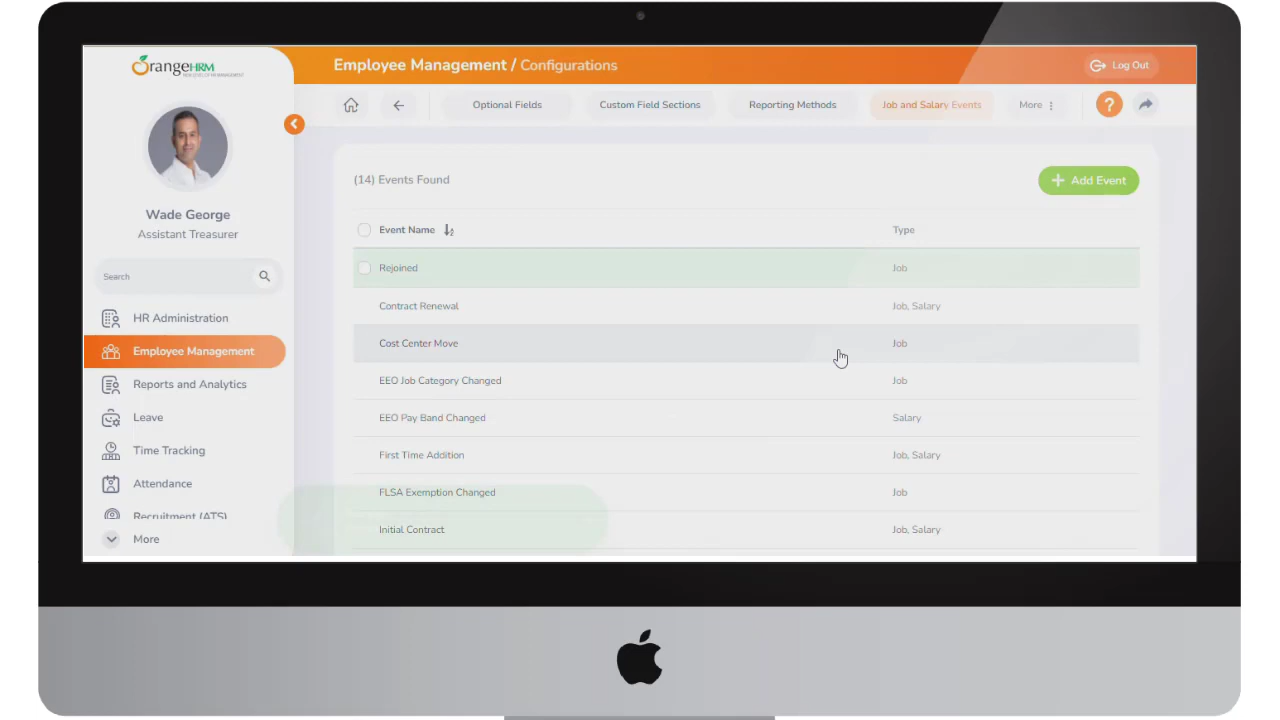 OrangeHRM
Employee Management / Configurations
Log Out
Optional Fields
Custom Field Sections
Reporting Methods
Job and Salary Events
More
?
Wade George
Assistant Treasurer
Search
HR Administration
Employee Management
Reports and Analytics
Leave
Time Tracking
Attendance
Recruitment (ATS)
More
(14) Events Found
+ Add Event
Event Name Type
Rejoined Job
Contract Renewal Job, Salary
Cost Center Move Job
EEO Job Category Changed Job
EEO Pay Band Changed Salary
First Time Addition Job, Salary
FLSA Exemption Changed Job
Initial Contract Job, Salary